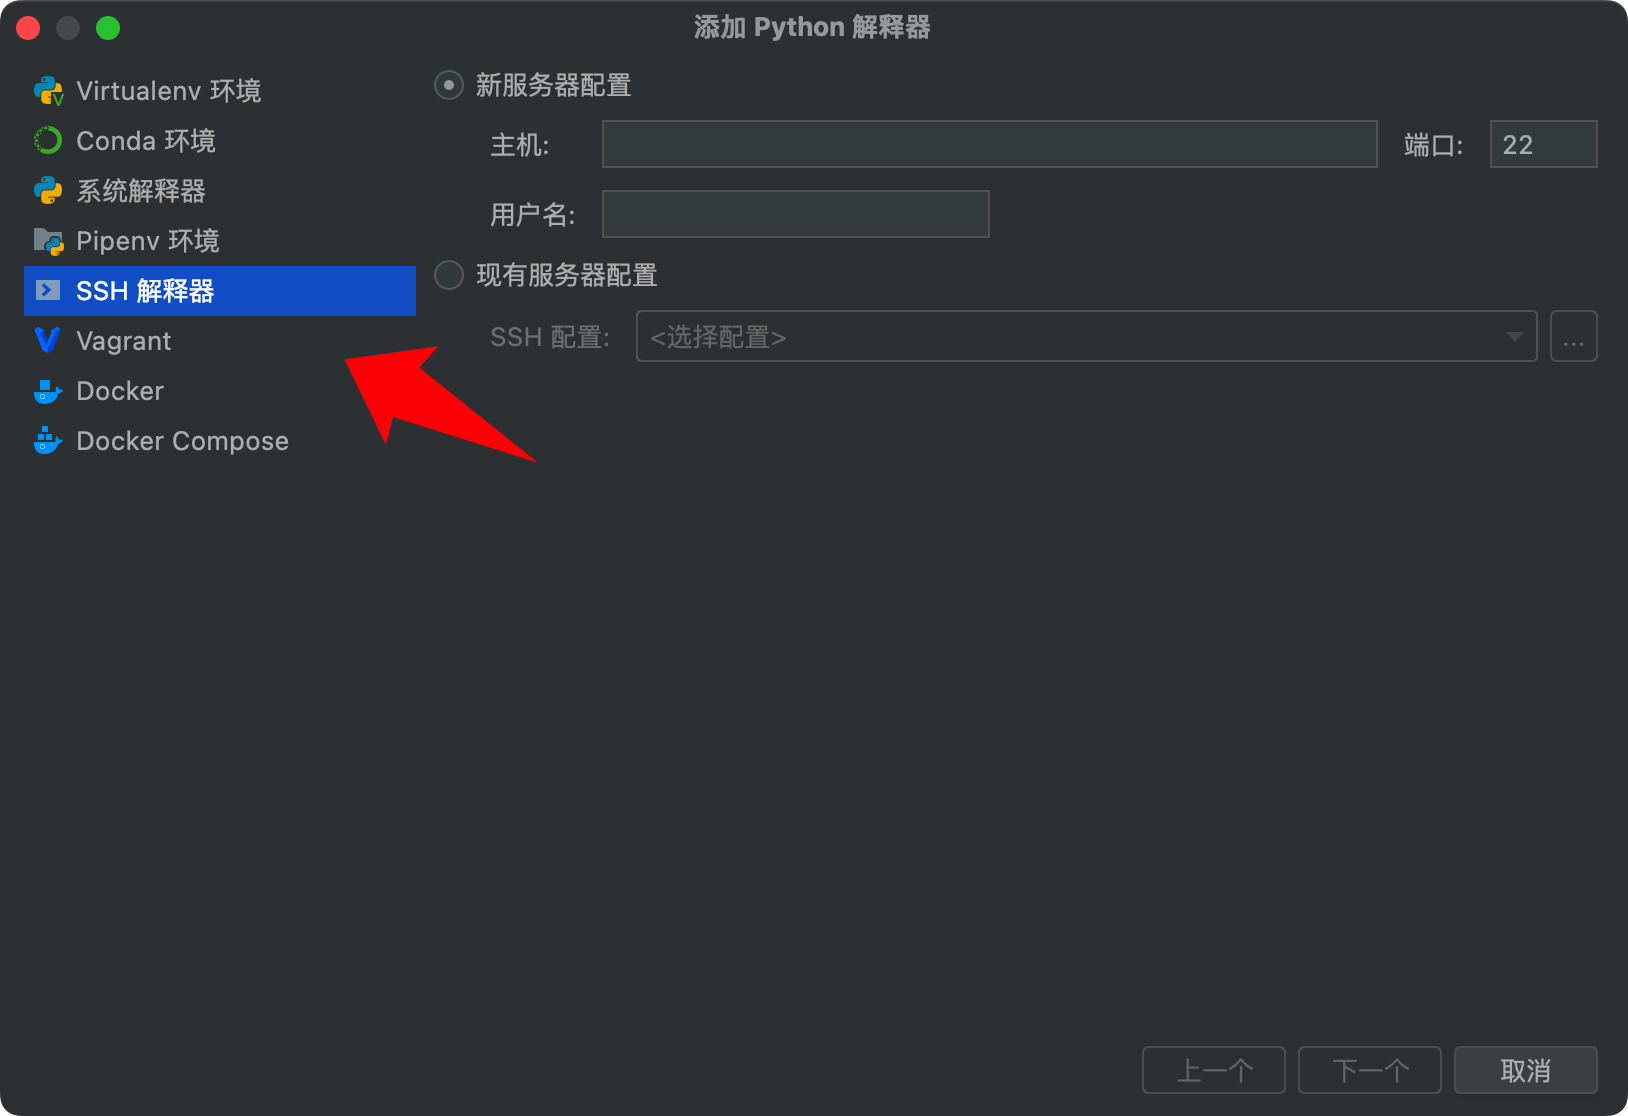 添加 Python 解释器
Virtualenv 环境
Conda 环境
系统解释器
Pipenv 环境
SSH 解释器
Vagrant
Docker
Docker Compose
新服务器配置
主机: 端口: 22
用户名:
现有服务器配置
SSH 配置: <选择配置> ...
上一个 下一个 取消